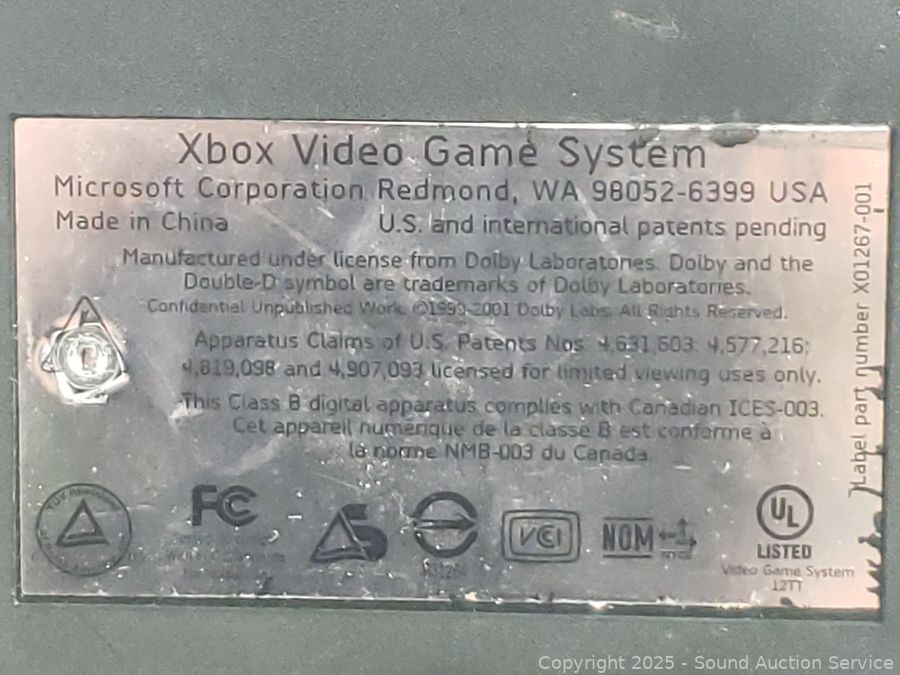 Xbox Video Game System
Microsoft Corporation Redmond, WA 98052-6399 USA
Made in China U.S. and international patents pending
Manufactured under license from Dolby Laboratories. Dolby and the
Double-D symbol are trademarks of Dolby Laboratories.
Confidential Unpublished Work. ©1999-2001 Dolby Labs. All Rights Reserved.
Apparatus Claims of U.S. Patents Nos. 4,631,603; 4,577,216;
4,819,098 and 4,907,093 licensed for limited viewing uses only.
This Class B digital apparatus complies with Canadian ICES-003.
Cet appareil numérique de la classe B est conforme à
la norme NMB-003 du Canada.
Label part number X01267-001
TÜV Rheinland
FC
S
VCI
NOM
UL
LISTED
Video Game System
12TT
Copyright 2025 - Sound Auction Service